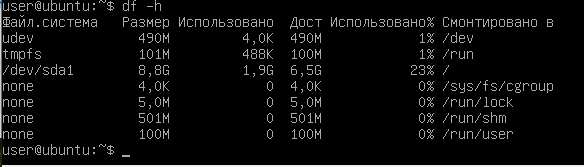 user@ubuntu:~$ df -h
Файл.система Размер Использовано Дост Использовано% Смонтировано в
udev 490M 4,0K 490M 1% /dev
tmpfs 101M 488K 100M 1% /run
/dev/sda1 8,8G 1,9G 6,5G 23% /
none 4,0K 0 4,0K 0% /sys/fs/cgroup
none 5,0M 0 5,0M 0% /run/lock
none 501M 0 501M 0% /run/shm
none 100M 0 100M 0% /run/user
user@ubuntu:~$ _